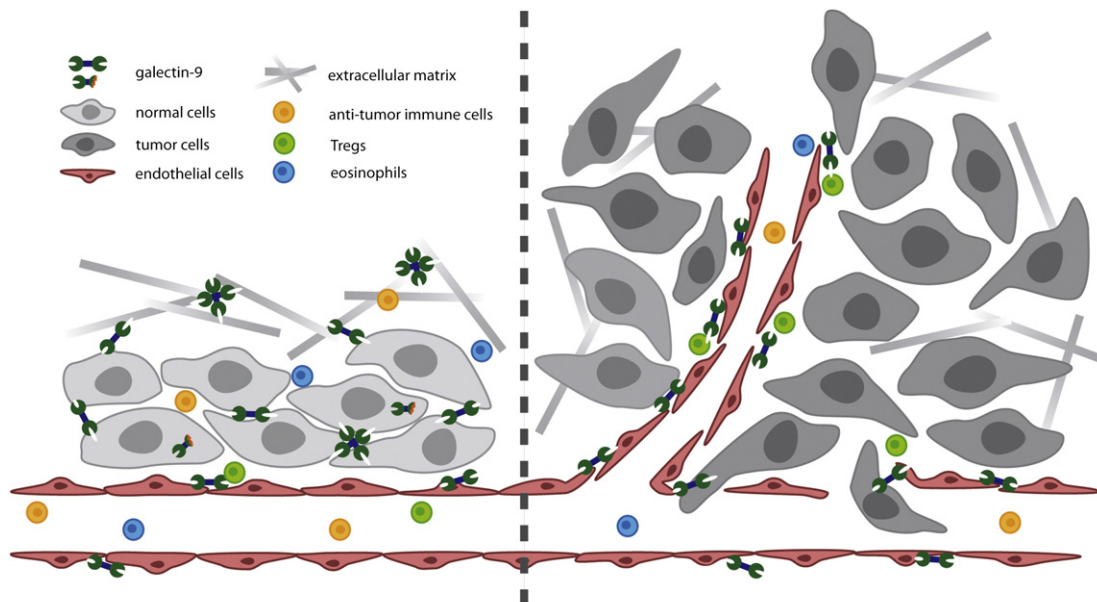 galectin-9
normal cells
tumor cells
endothelial cells
extracellular matrix
anti-tumor immune cells
Tregs
eosinophils